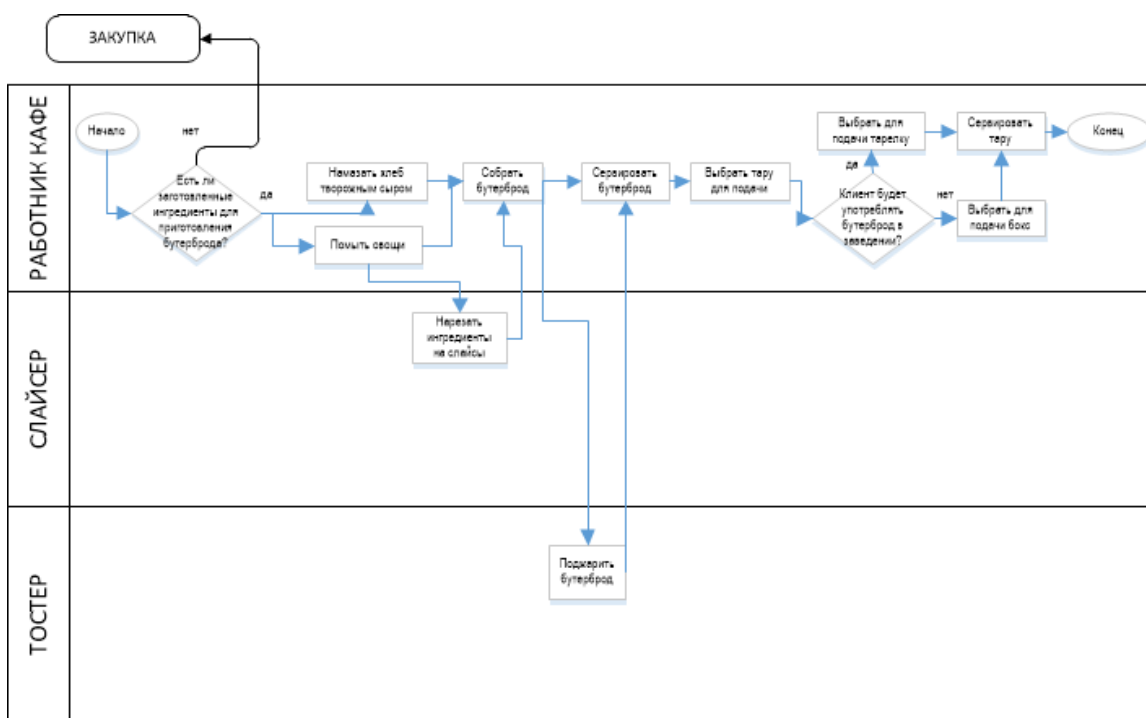 ЗАКУПКА
РАБОТНИК КАФЕ
Начало
нет
Есть ли
заготовленные
ингредиенты для
приготовления
бутерброда?
да
Намазать хлеб
творожным сыром
Помыть овощи
Собрать
бутерброд
Сервировать
бутерброд
Выбрать тару
для подачи
Выбрать для
подачи тарелку
да
Клиент будет
употреблять
бутерброд в
заведении?
нет
Выбрать для
подачи бокс
Сервировать
тару
Конец
СЛАЙСЕР
Нарезать
ингредиенты
на слайсы
ТОСТЕР
Поджарить
бутерброд